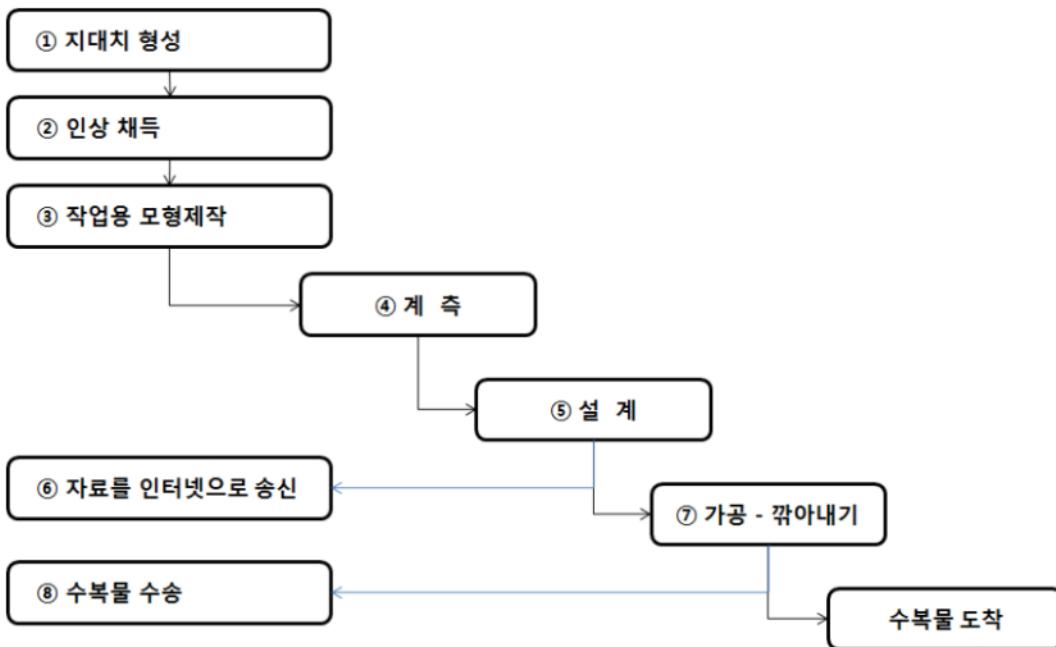 ① 지대치 형성
② 인상 채득
③ 작업용 모형제작
④ 계 측
⑤ 설 계
⑥ 자료를 인터넷으로 송신
⑦ 가공 - 깎아내기
⑧ 수복물 수송
수복물 도착